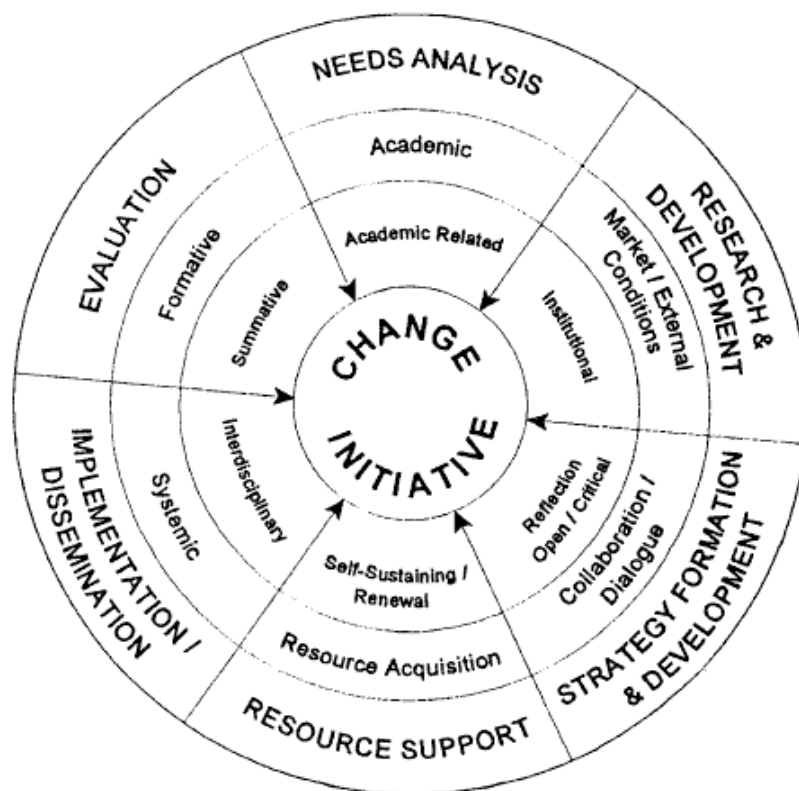 NEEDS ANALYSIS
Academic
Academic Related
RESEARCH &
DEVELOPMENT
Market / External
Conditions
Institutional
STRATEGY FORMATION
& DEVELOPMENT
Collaboration /
Dialogue
Reflection
Open / Critical
RESOURCE SUPPORT
Resource Acquisition
Self-Sustaining /
Renewal
IMPLEMENTATION /
DISSEMINATION
Systemic
Interdisciplinary
EVALUATION
Formative
Summative
CHANGE
INITIATIVE